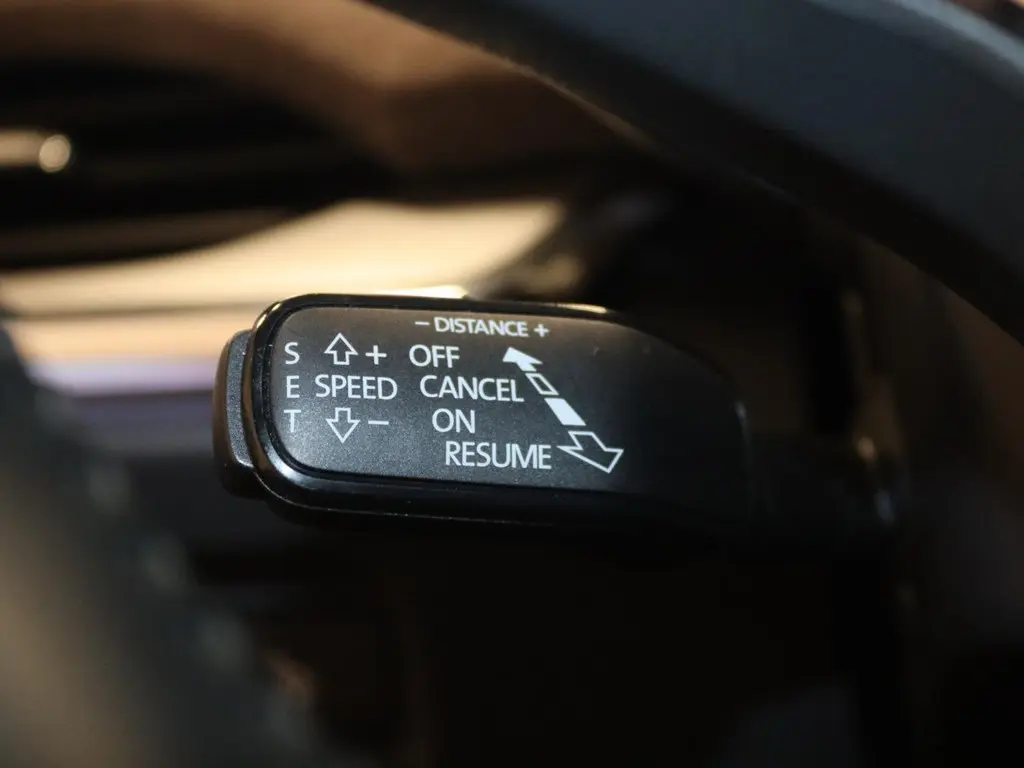 − DISTANCE +
S + OFF
E SPEED CANCEL
T − ON
RESUME